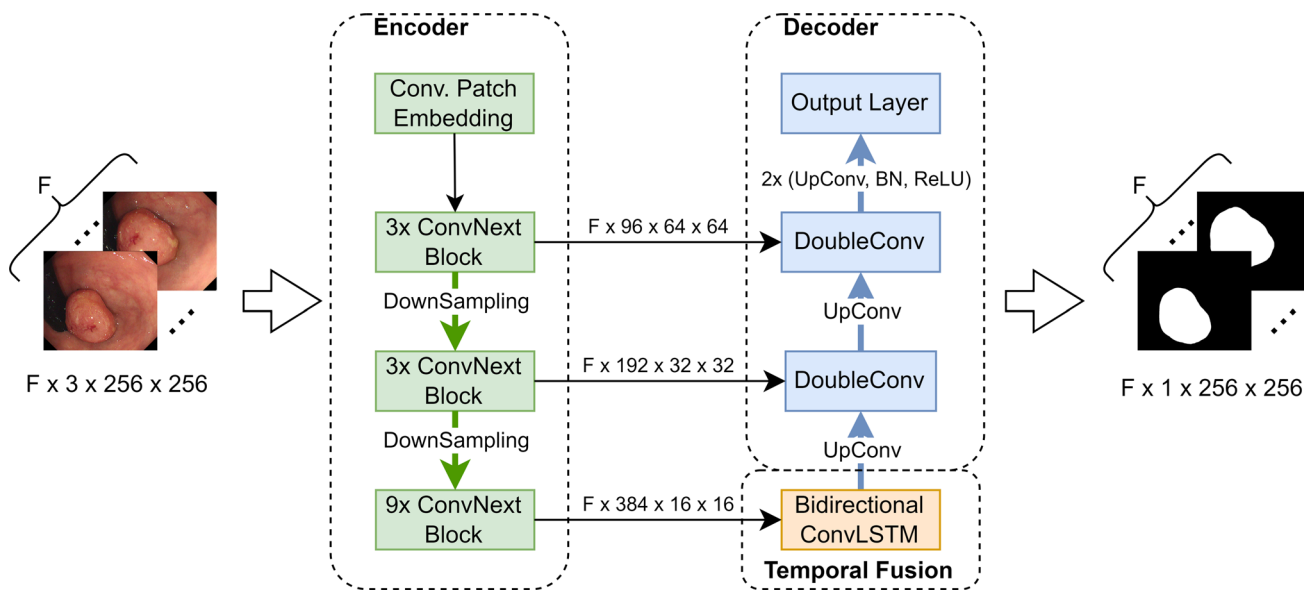 F
F x 3 x 256 x 256
Encoder
Conv. Patch
Embedding
3x ConvNext
Block
DownSampling
3x ConvNext
Block
DownSampling
9x ConvNext
Block
F x 96 x 64 x 64
F x 192 x 32 x 32
F x 384 x 16 x 16
Decoder
Output Layer
2x (UpConv, BN, ReLU)
DoubleConv
UpConv
DoubleConv
UpConv
Bidirectional
ConvLSTM
Temporal Fusion
F
F x 1 x 256 x 256